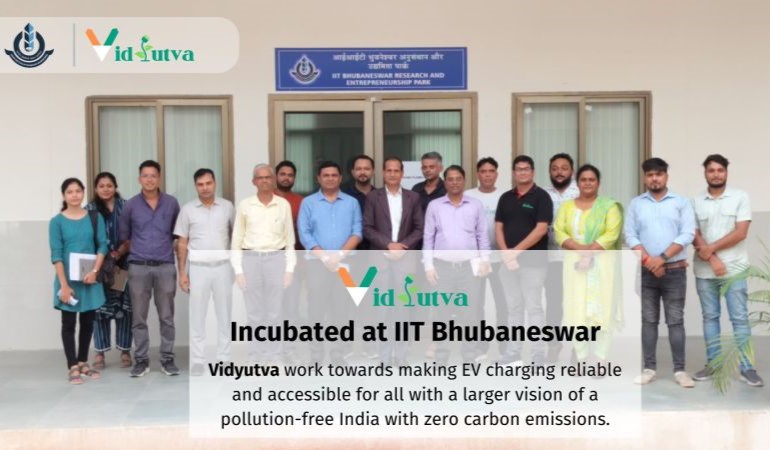 Vidyutva
आईआईटी भुवनेश्वर अनुसंधान और
उद्यमिता पार्क
IIT BHUBANESWAR RESEARCH AND
ENTREPRENEURSHIP PARK
Vidyutva
Incubated at IIT Bhubaneswar
Vidyutva work towards making EV charging reliable
and accessible for all with a larger vision of a
pollution-free India with zero carbon emissions.